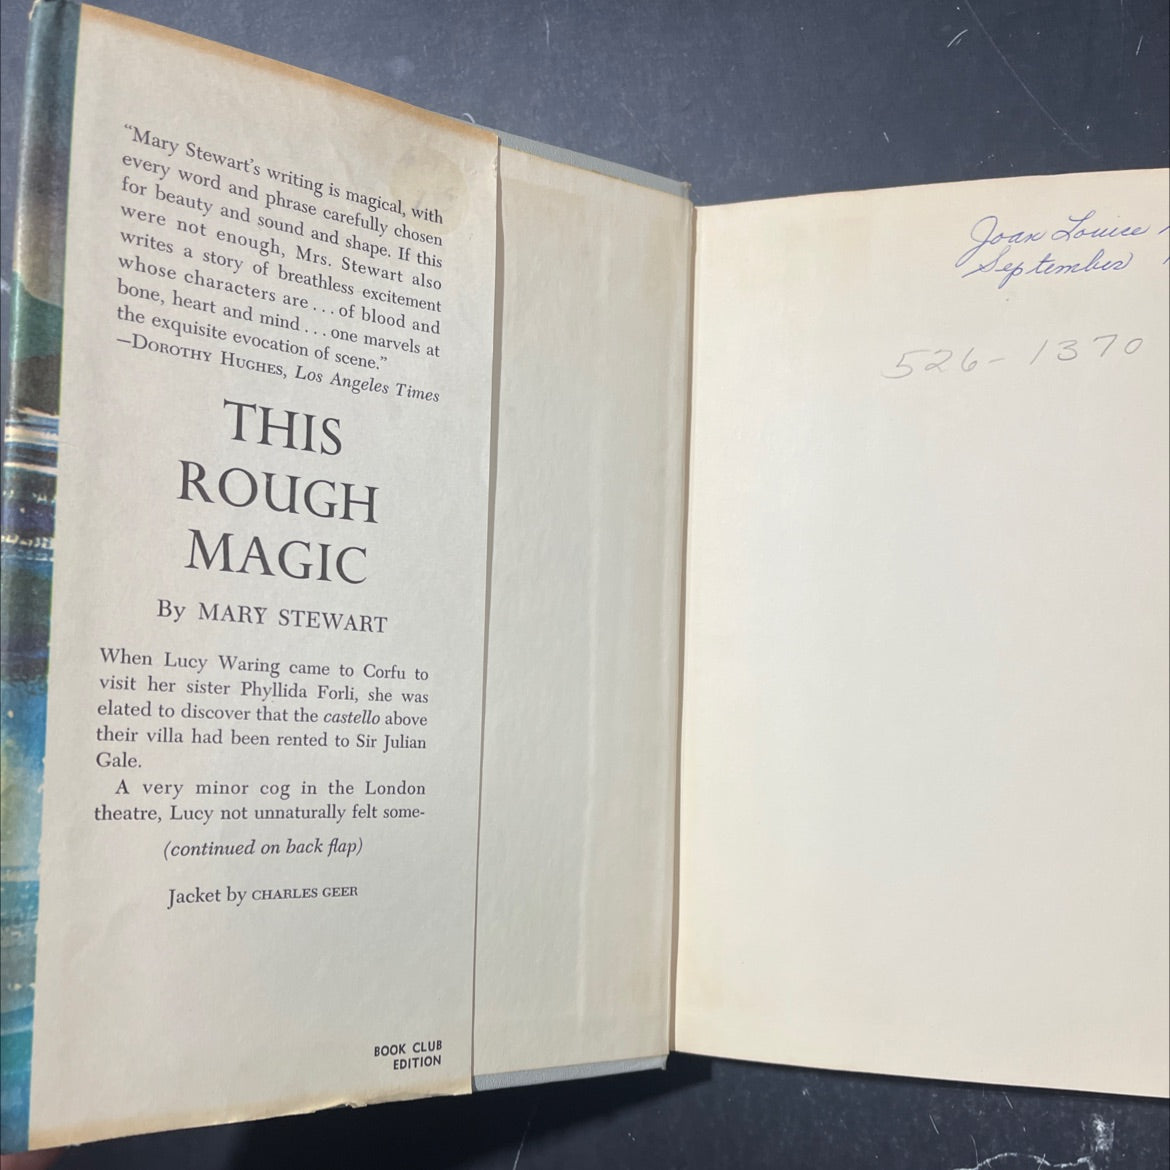 "Mary Stewart's writing is magical, with
every word and phrase carefully chosen
for beauty and sound and shape. If this
were not enough, Mrs. Stewart also
writes a story of breathless excitement
whose characters are . . . of blood and
bone, heart and mind . . . one marvels at
the exquisite evocation of scene."
—DOROTHY HUGHES, Los Angeles Times
THIS
ROUGH
MAGIC
By MARY STEWART
When Lucy Waring came to Corfu to
visit her sister Phyllida Forli, she was
elated to discover that the castello above
their villa had been rented to Sir Julian
Gale.
A very minor cog in the London
theatre, Lucy not unnaturally felt some-
(continued on back flap)
Jacket by CHARLES GEER
BOOK CLUB
EDITION
Joan Louise
September
526-1370